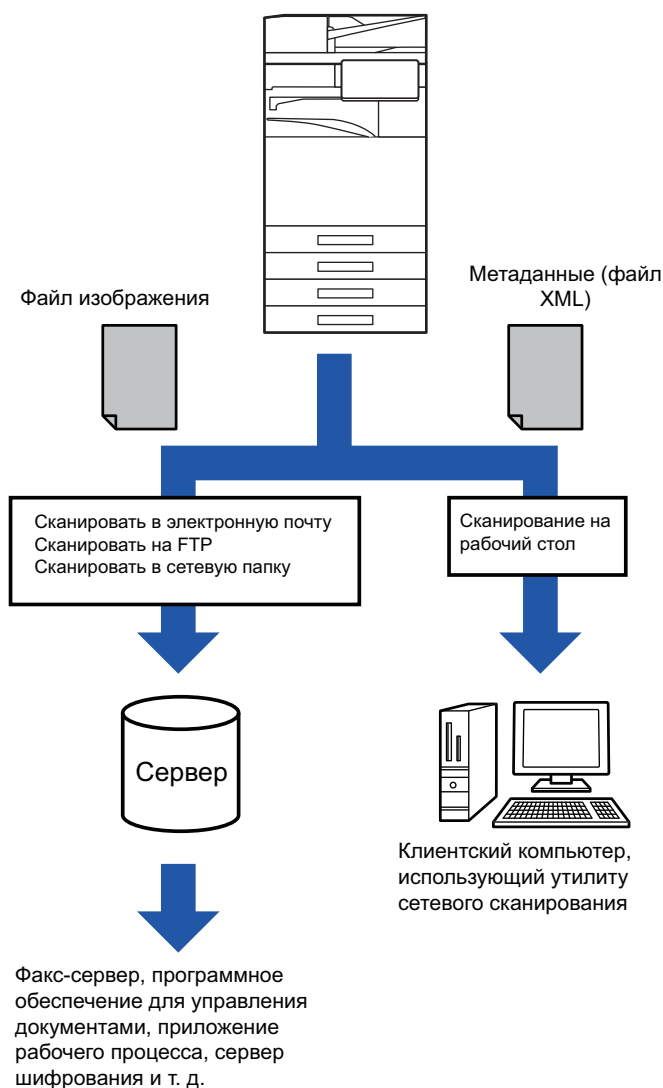 Файл изображения
Метаданные (файл
XML)
Сканировать в электронную почту
Сканировать на FTP
Сканировать в сетевую папку
Сканирование на
рабочий стол
Сервер
Клиентский компьютер,
использующий утилиту
сетевого сканирования
Факс-сервер, программное
обеспечение для управления
документами, приложение
рабочего процесса, сервер
шифрования и т. д.